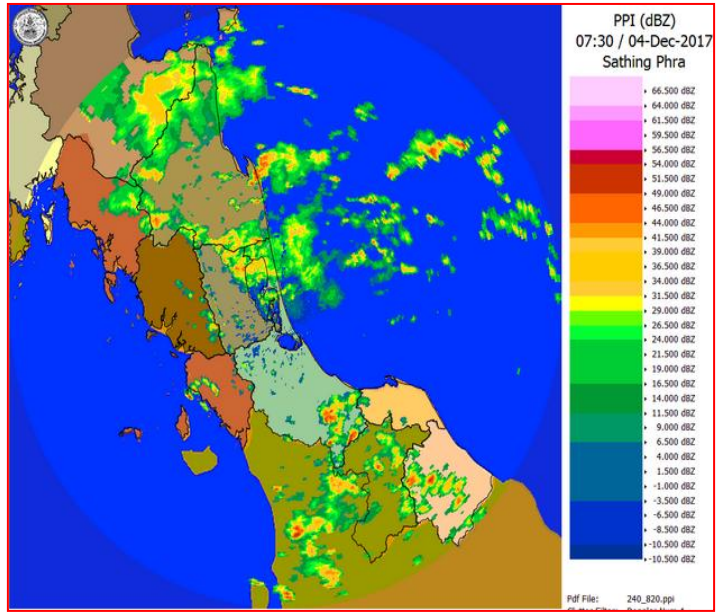 PPI (dBZ)
07:30 / 04-Dec-2017
Sathing Phra
66.500 dBZ
64.000 dBZ
61.500 dBZ
59.500 dBZ
56.500 dBZ
54.000 dBZ
51.500 dBZ
49.000 dBZ
46.500 dBZ
44.000 dBZ
41.500 dBZ
39.000 dBZ
36.500 dBZ
34.000 dBZ
31.500 dBZ
29.000 dBZ
26.500 dBZ
24.000 dBZ
21.500 dBZ
19.000 dBZ
16.500 dBZ
14.000 dBZ
11.500 dBZ
9.000 dBZ
6.500 dBZ
4.000 dBZ
1.500 dBZ
-1.000 dBZ
-3.500 dBZ
-6.500 dBZ
-8.500 dBZ
-10.500 dBZ
-10.500 dBZ
Pdf File: 240_820.ppi